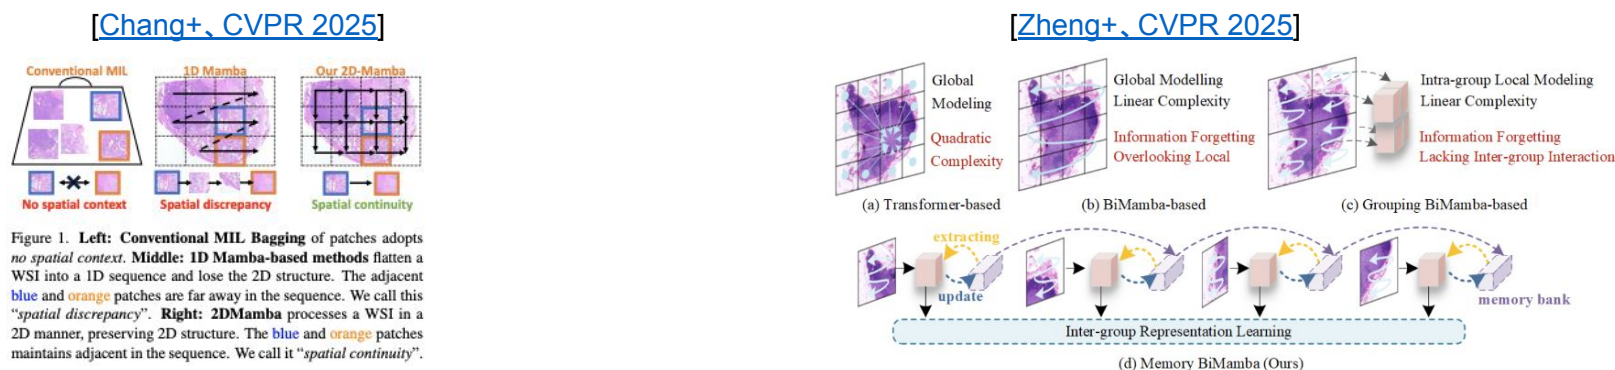 [Chang+、CVPR 2025]
Conventional MIL
1D Mamba
Our 2D-Mamba
No spatial context
Spatial discrepancy
Spatial continuity
Figure 1. Left: Conventional MIL Bagging of patches adopts
no spatial context. Middle: 1D Mamba-based methods flatten a
WSI into a 1D sequence and lose the 2D structure. The adjacent
blue and orange patches are far away in the sequence. We call this
“spatial discrepancy”. Right: 2DMamba processes a WSI in a
2D manner, preserving 2D structure. The blue and orange patches
maintains adjacent in the sequence. We call it “spatial continuity”.
[Zheng+、CVPR 2025]
Global
Modeling
Quadratic
Complexity
(a) Transformer-based
Global Modelling
Linear Complexity
Information Forgetting
Overlooking Local
(b) BiMamba-based
Intra-group Local Modeling
Linear Complexity
Information Forgetting
Lacking Inter-group Interaction
(c) Grouping BiMamba-based
extracting
update
memory bank
Inter-group Representation Learning
(d) Memory BiMamba (Ours)